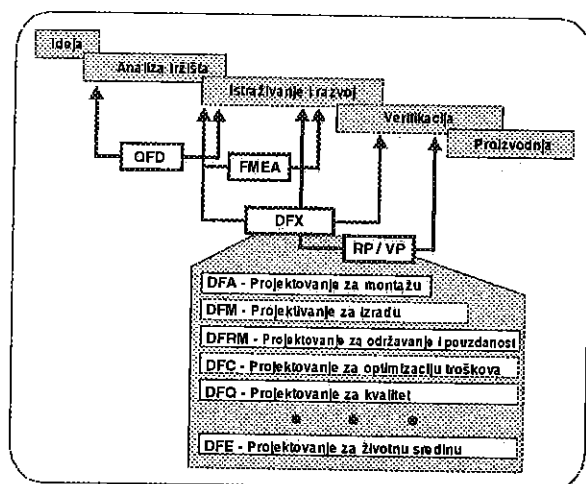 Ideja
Analiza tržišta
Istraživanje i razvoj
Verifikacija
Proizvodnja
QFD
FMEA
DFX
RP / VP
DFA - Projektovanje za montažu
DFM - Projektivanje za izradu
DFRM - Projektovanje za održavanje i pouzdanost
DFC - Projektovanje za optimizaciju troškova
DFQ - Projektovanje za kvalitet
DFE - Projektovanje za životnu sredinu